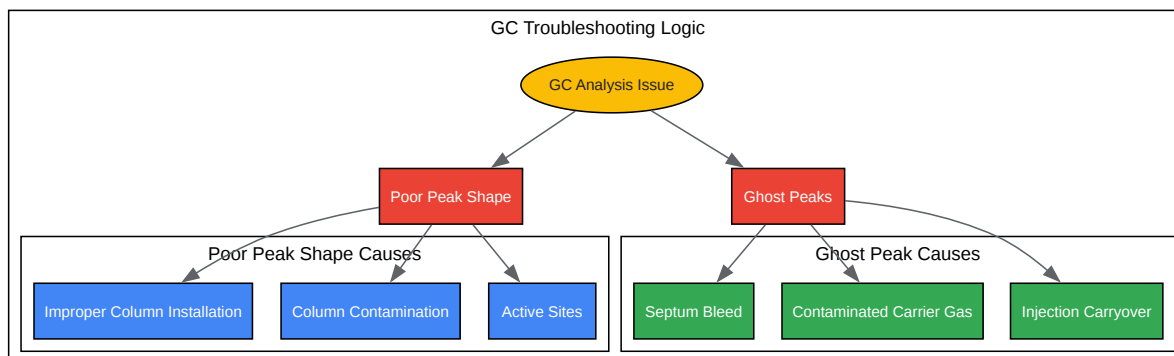 GC Troubleshooting Logic
GC Analysis Issue
Poor Peak Shape
Ghost Peaks
Poor Peak Shape Causes
Ghost Peak Causes
Improper Column Installation
Column Contamination
Active Sites
Septum Bleed
Contaminated Carrier Gas
Injection Carryover